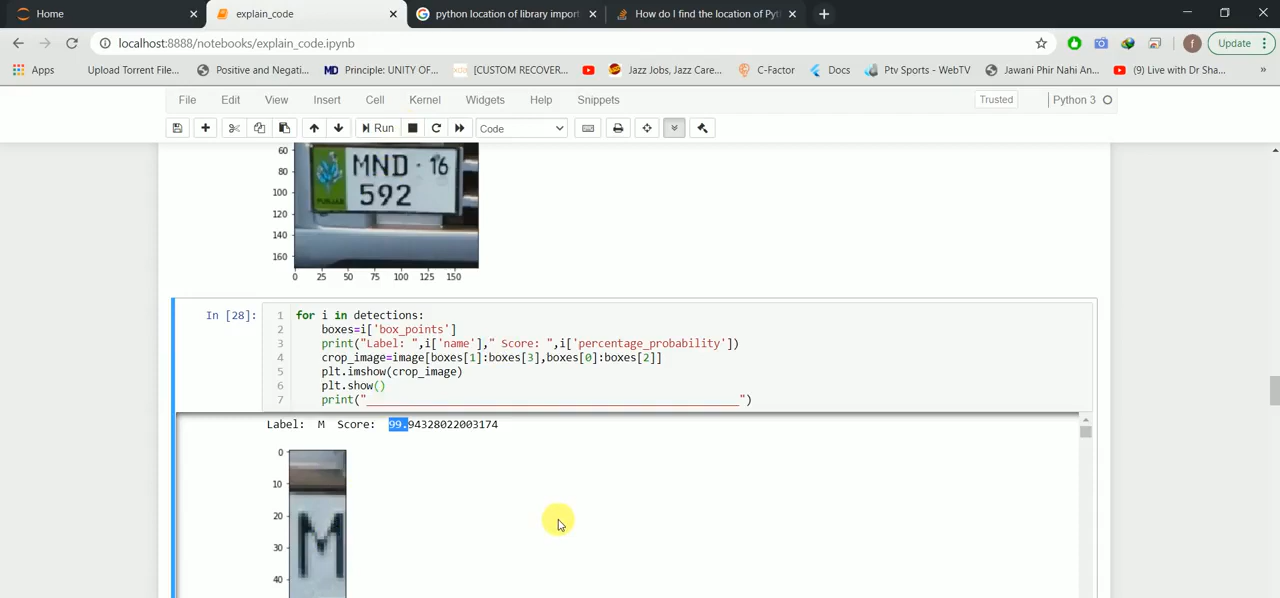 Home
explain_code
python location of library import
How do I find the location of Pyt
localhost:8888/notebooks/explain_code.ipynb
Update
Apps
Upload Torrent File...
Positive and Negati...
Principle: UNITY OF...
[CUSTOM RECOVER...
Jazz Jobs, Jazz Care...
C-Factor
Docs
Ptv Sports - WebTV
Jawani Phir Nahi An...
(9) Live with Dr Sha...
File Edit View Insert Cell Kernel Widgets Help Snippets
Trusted
Python 3
Run
Code
60
80
100
120
140
160
MND · 16
592
0 25 50 75 100 125 150
In [28]:
1 for i in detections:
2 boxes=i['box_points']
3 print("Label: ",i['name']," Score: ",i['percentage_probability'])
4 crop_image=image[boxes[1]:boxes[3],boxes[0]:boxes[2]]
5 plt.imshow(crop_image)
6 plt.show()
7 print("_____________________________________________________")
Label: M Score: 99.94328022003174
0
10
20
30
40
M